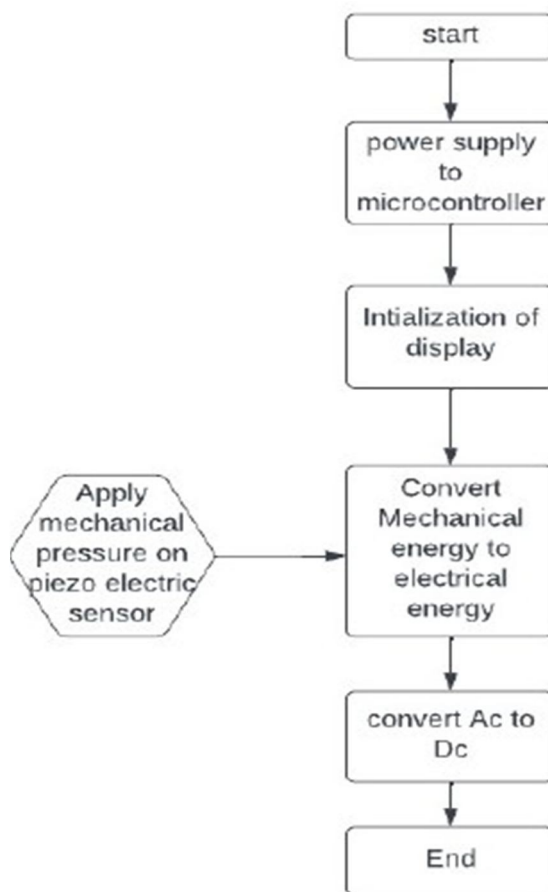 start
power supply
to
microcontroller
Intialization of
display
Apply
mechanical
pressure on
piezo electric
sensor
Convert
Mechanical
energy to
electrical
energy
convert Ac to
Dc
End